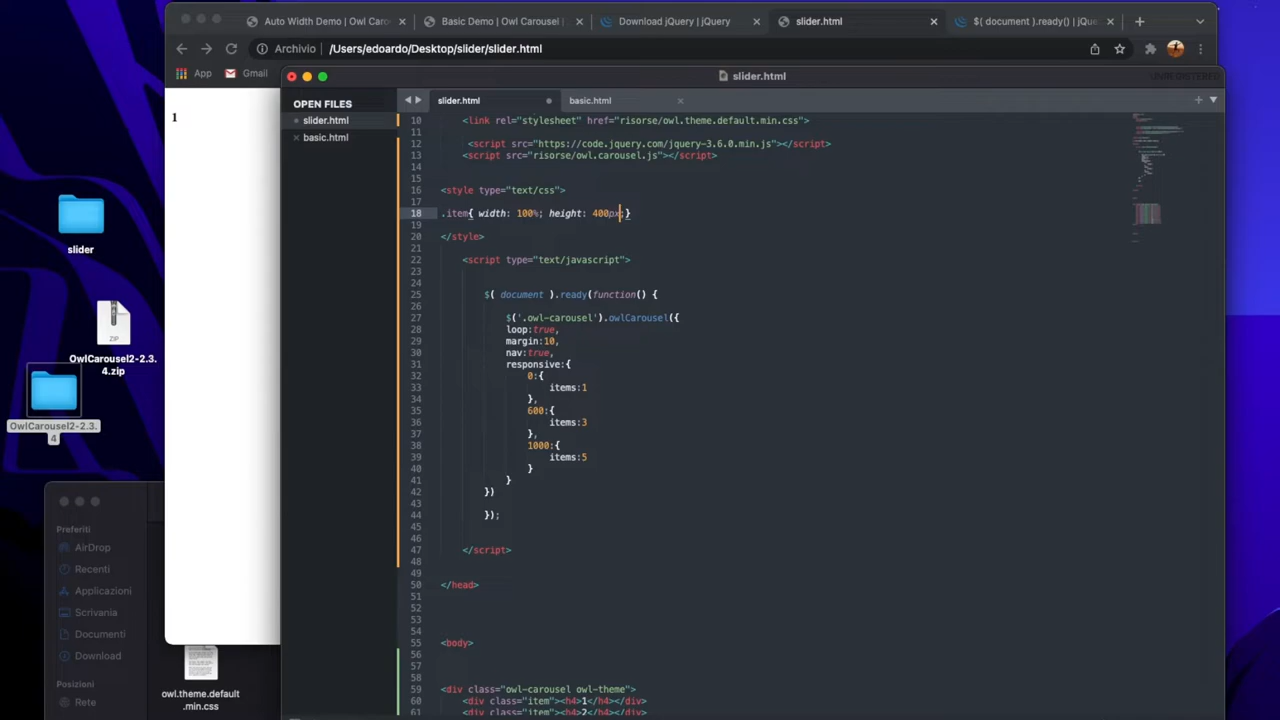 Auto Width Demo | Owl Caro
Basic Demo | Owl Carousel |
Download jQuery | jQuery
slider.html
$( document ).ready() | jQue
Archivio
/Users/edoardo/Desktop/slider/slider.html
App
Gmail
1
slider.html
UNREGISTERED
OPEN FILES
slider.html
basic.html
slider.html
basic.html
10 <link rel="stylesheet" href="risorse/owl.theme.default.min.css">
11
12 <script src="https://code.jquery.com/jquery-3.6.0.min.js"></script>
13 <script src="risorse/owl.carousel.js"></script>
14
15
16 <style type="text/css">
17
18 .item{ width: 100%; height: 400px;}
19
20 </style>
21
22 <script type="text/javascript">
23
24
25 $( document ).ready(function() {
26
27 $('.owl-carousel').owlCarousel({
28 loop:true,
29 margin:10,
30 nav:true,
31 responsive:{
32 0:{
33 items:1
34 },
35 600:{
36 items:3
37 },
38 1000:{
39 items:5
40 }
41 }
42 })
43
44 });
45
46
47 </script>
48
49
50 </head>
51
52
53
54
55 <body>
56
57
58
59 <div class="owl-carousel owl-theme">
60 <div class="item"><h4>1</h4></div>
61 <div class="item"><h4>2</h4></div>
slider
OwlCarousel2-2.3.
4.zip
OwlCarousel2-2.3.
4
Preferiti
AirDrop
Recenti
Applicazioni
Scrivania
Documenti
Download
Posizioni
Rete
owl.theme.default
.min.css